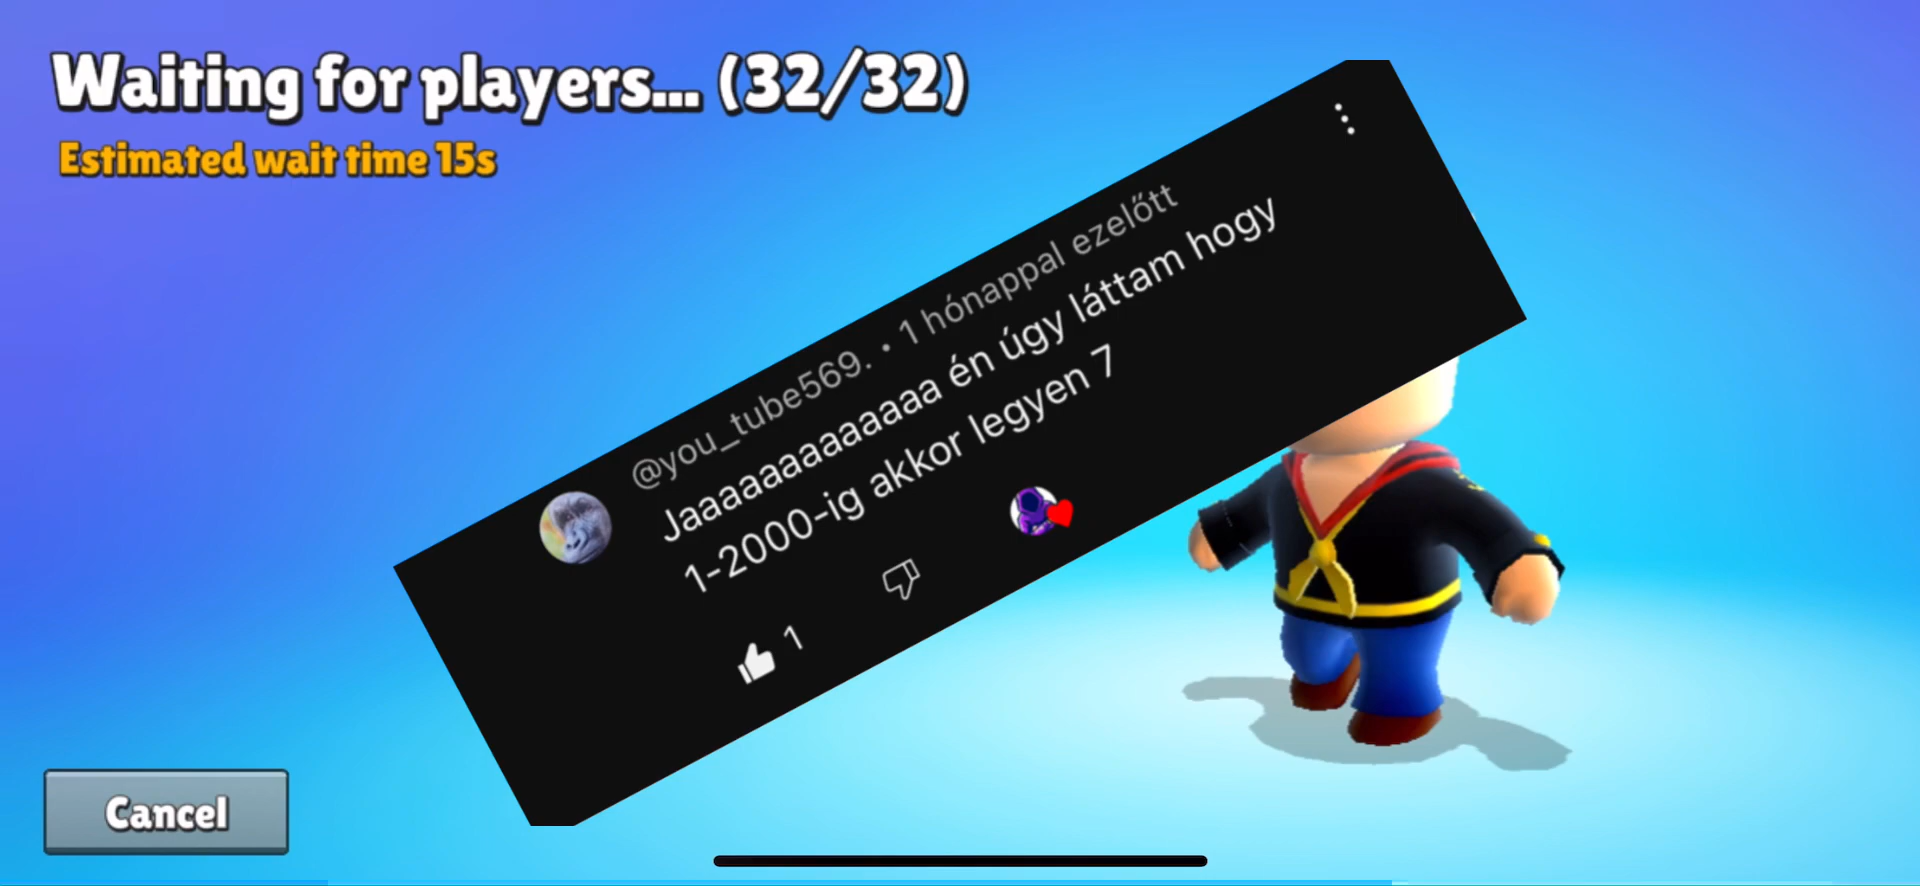 Waiting for players... (32/32)
Estimated wait time 15s
@you_tube569. • 1 hónappal ezelőtt
Jaaaaaaaaaaaaa én úgy láttam hogy
1-2000-ig akkor legyen 7
1
Cancel